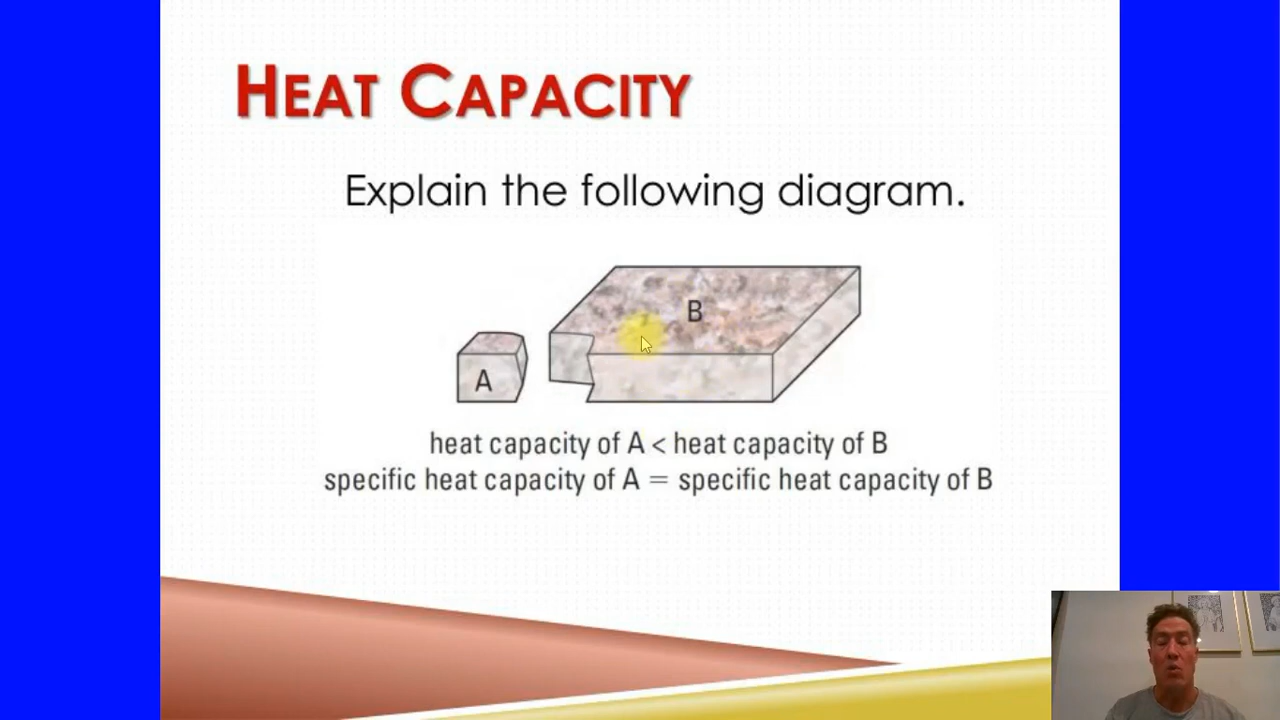 HEAT CAPACITY
Explain the following diagram.
B
A
heat capacity of A < heat capacity of B
specific heat capacity of A = specific heat capacity of B